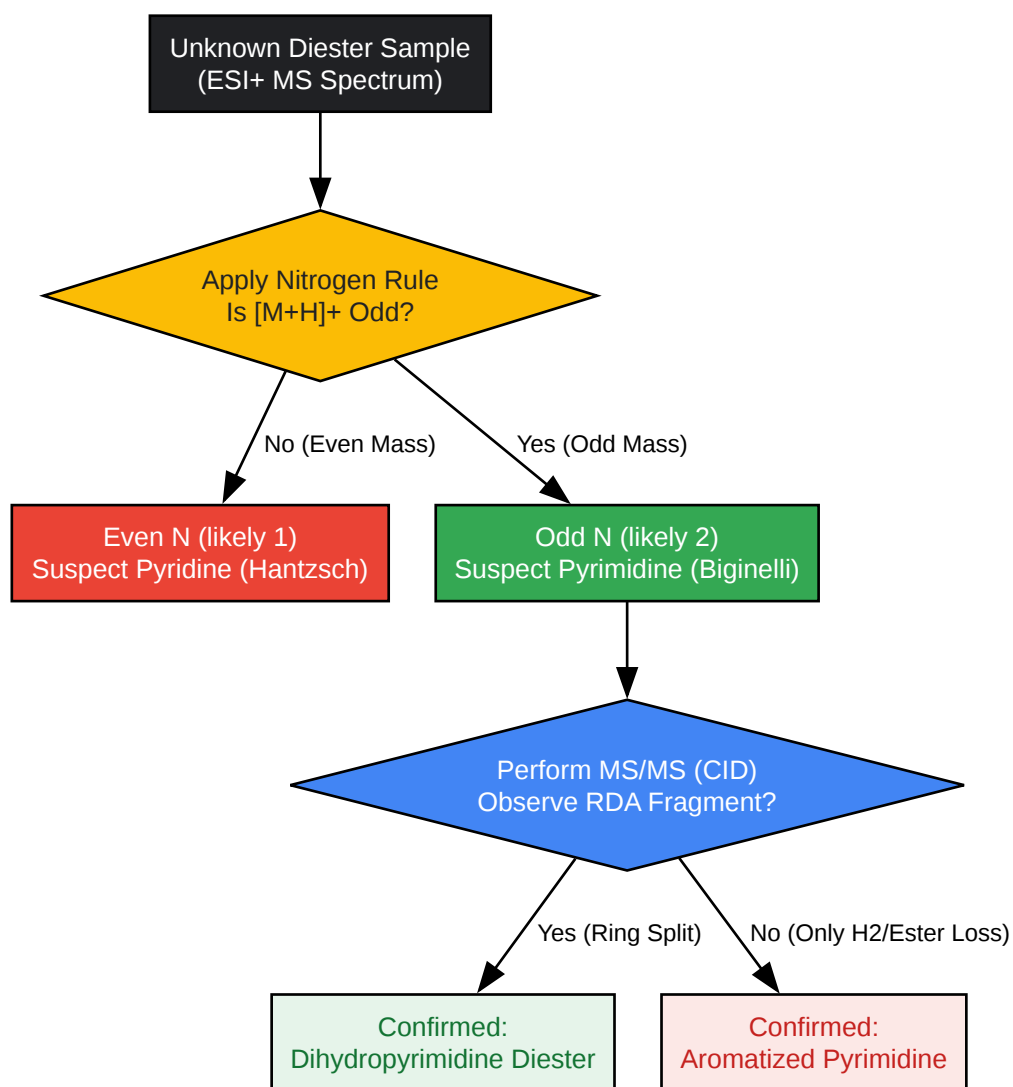 Unknown Diester Sample
(ESI+ MS Spectrum)
Apply Nitrogen Rule
Is [M+H]+ Odd?
No (Even Mass)
Yes (Odd Mass)
Even N (likely 1)
Suspect Pyridine (Hantzsch)
Odd N (likely 2)
Suspect Pyrimidine (Biginelli)
Perform MS/MS (CID)
Observe RDA Fragment?
Yes (Ring Split)
No (Only H2/Ester Loss)
Confirmed:
Dihydropyrimidine Diester
Confirmed:
Aromatized Pyrimidine